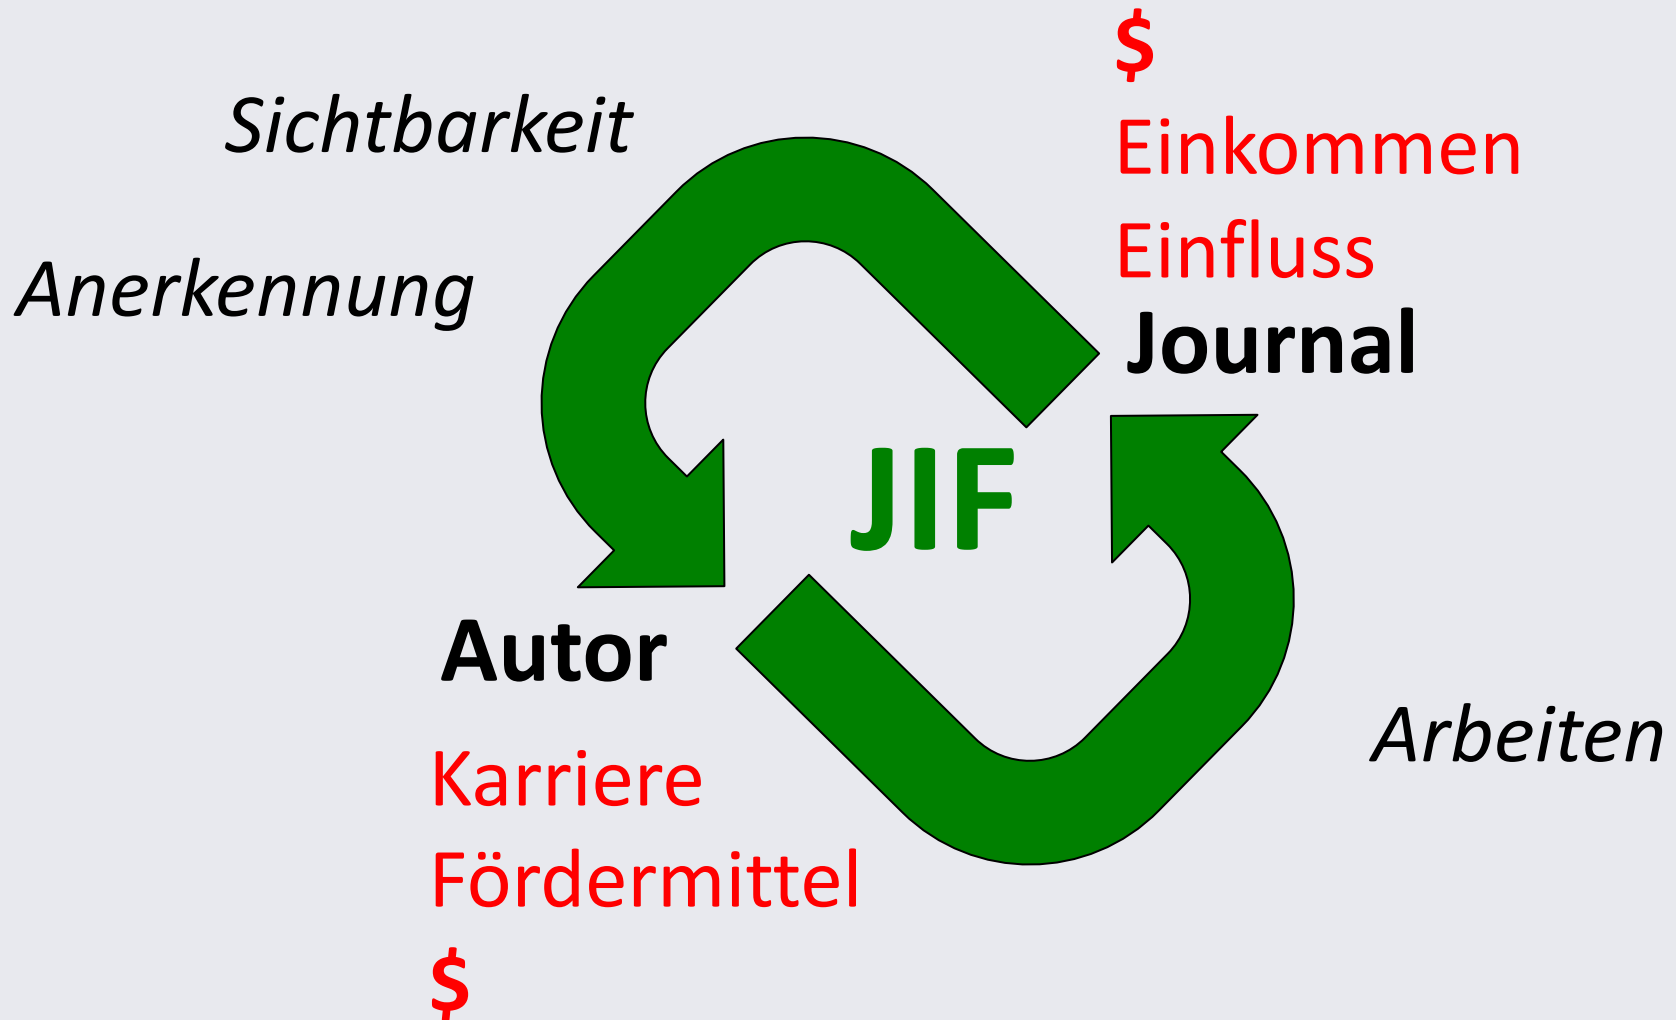 $
Einkommen
Einfluss
Journal
Sichtbarkeit
Anerkennung
JIF
Autor
Karriere
Fördermittel
$
Arbeiten